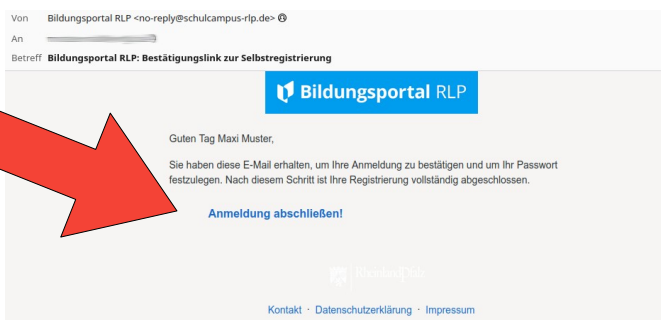 Von Bildungsportal RLP <no-reply@schulcampus-rlp.de>
An
Betreff Bildungsportal RLP: Bestätigungslink zur Selbstregistrierung
Bildungsportal RLP
Guten Tag Maxi Muster,
Sie haben diese E-Mail erhalten, um Ihre Anmeldung zu bestätigen und um Ihr Passwort
festzulegen. Nach diesem Schritt ist Ihre Registrierung vollständig abgeschlossen.
Anmeldung abschließen!
RheinlandPfalz
Kontakt · Datenschutzerklärung · Impressum